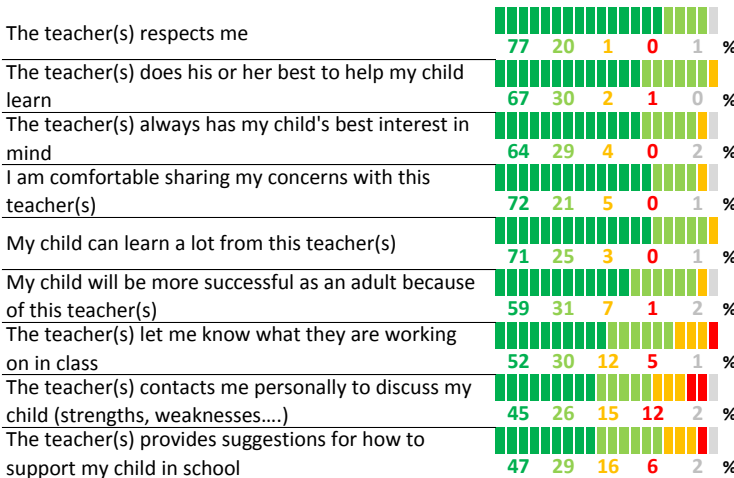 The teacher(s) respects me
77 20 1 0 1 %
The teacher(s) does his or her best to help my child
learn
67 30 2 1 0 %
The teacher(s) always has my child's best interest in
mind
64 29 4 0 2 %
I am comfortable sharing my concerns with this
teacher(s)
72 21 5 0 1 %
My child can learn a lot from this teacher(s)
71 25 3 0 1 %
My child will be more successful as an adult because
of this teacher(s)
59 31 7 1 2 %
The teacher(s) let me know what they are working
on in class
52 30 12 5 1 %
The teacher(s) contacts me personally to discuss my
child (strengths, weaknesses....)
45 26 15 12 2 %
The teacher(s) provides suggestions for how to
support my child in school
47 29 16 6 2 %